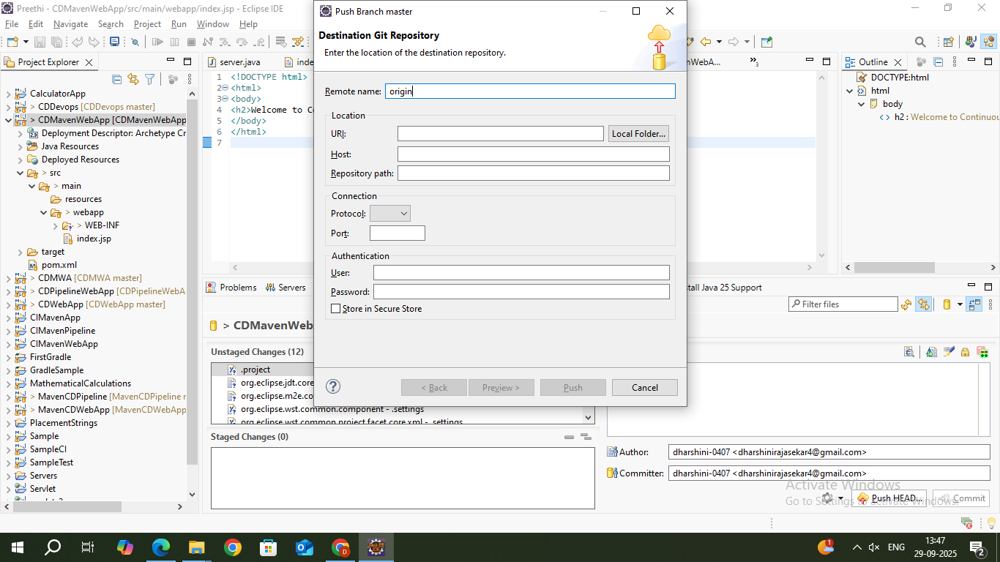 Preethi - CDMavenWebApp/src/main/webapp/index.jsp - Eclipse IDE
File Edit Navigate Search Project Run Window Help
Project Explorer
CalculatorApp
> CDDevops [CDDevops master]
> CDMavenWebApp [CDMavenWebApp
Deployment Descriptor: Archetype Cr
Java Resources
Deployed Resources
> src
> main
resources
> webapp
> WEB-INF
index.jsp
target
pom.xml
> CDMWA [CDMWA master]
> CDPipelineWebApp [CDPipelineWebA
> CDWebApp [CDWebApp master]
CIMavenApp
CIMavenPipeline
CIMavenWebApp
FirstGradle
GradleSample
MathematicalCalculations
> MavenCDPipeline [MavenCDPipeline r
> MavenCDWebApp [MavenCDWebApp
PlacementStrings
Sample
SampleCI
SampleTest
Servers
Servlet
server.java
inde
nWebA...
1 <!DOCTYPE html>
2 <html>
3 <body>
4 <h2>Welcome to Co
5 </body>
6 </html>
7
Push Branch master
Destination Git Repository
Enter the location of the destination repository.
Remote name: origin
Location
URI:
Local Folder...
Host:
Repository path:
Connection
Protocol:
Port:
Authentication
User:
Password:
Store in Secure Store
?
< Back
Preview >
Push
Cancel
Outline
DOCTYPE:html
html
body
h2 : Welcome to Continuou
Problems
Servers
stall Java 25 Support
Filter files
> CDMavenWeb
Unstaged Changes (12)
.project
org.eclipse.jdt.core
org.eclipse.m2e.co
org.eclipse.wst.common.component - .settings
org.eclipse.wst.common.project.facet.core.xml - .settings
Staged Changes (0)
Author: dharshini-0407 <dharshinirajasekar4@gmail.com>
Committer: dharshini-0407 <dharshinirajasekar4@gmail.com>
Activate Windows
Go to Settings to activate Windows.
Push HEAD...
Commit
1
ENG
13:47
29-09-2025
2